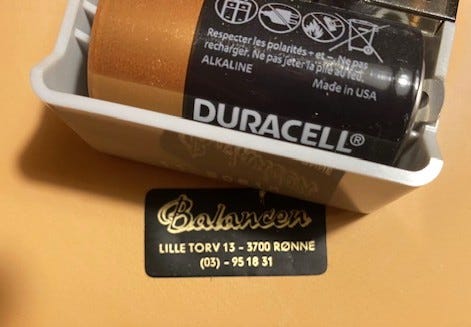 Respecter les polarités + et -. Ne pas
recharger. Ne pas jeter la pile au feu.
ALKALINE
Made in USA
DURACELL®
Balancen
LILLE TORV 13 - 3700 RØNNE
(03) - 95 18 31